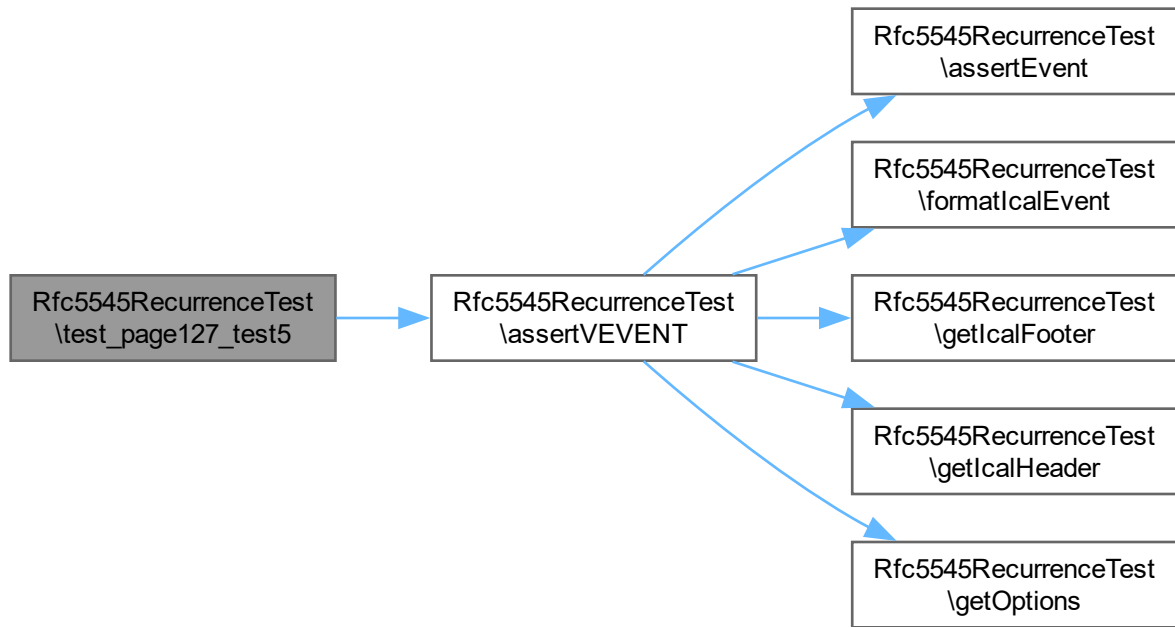 Rfc5545RecurrenceTest
\test_page127_test5
Rfc5545RecurrenceTest
\assertVEVENT
Rfc5545RecurrenceTest
\assertEvent
Rfc5545RecurrenceTest
\formatIcalEvent
Rfc5545RecurrenceTest
\getIcalFooter
Rfc5545RecurrenceTest
\getIcalHeader
Rfc5545RecurrenceTest
\getOptions